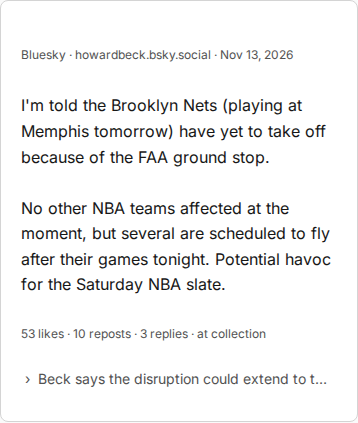 Bluesky · howardbeck.bsky.social · Nov 13, 2026
I'm told the Brooklyn Nets (playing at
Memphis tomorrow) have yet to take off
because of the FAA ground stop.
No other NBA teams affected at the
moment, but several are scheduled to fly
after their games tonight. Potential havoc
for the Saturday NBA slate.
53 likes · 10 reposts · 3 replies · at collection
› Beck says the disruption could extend to t...